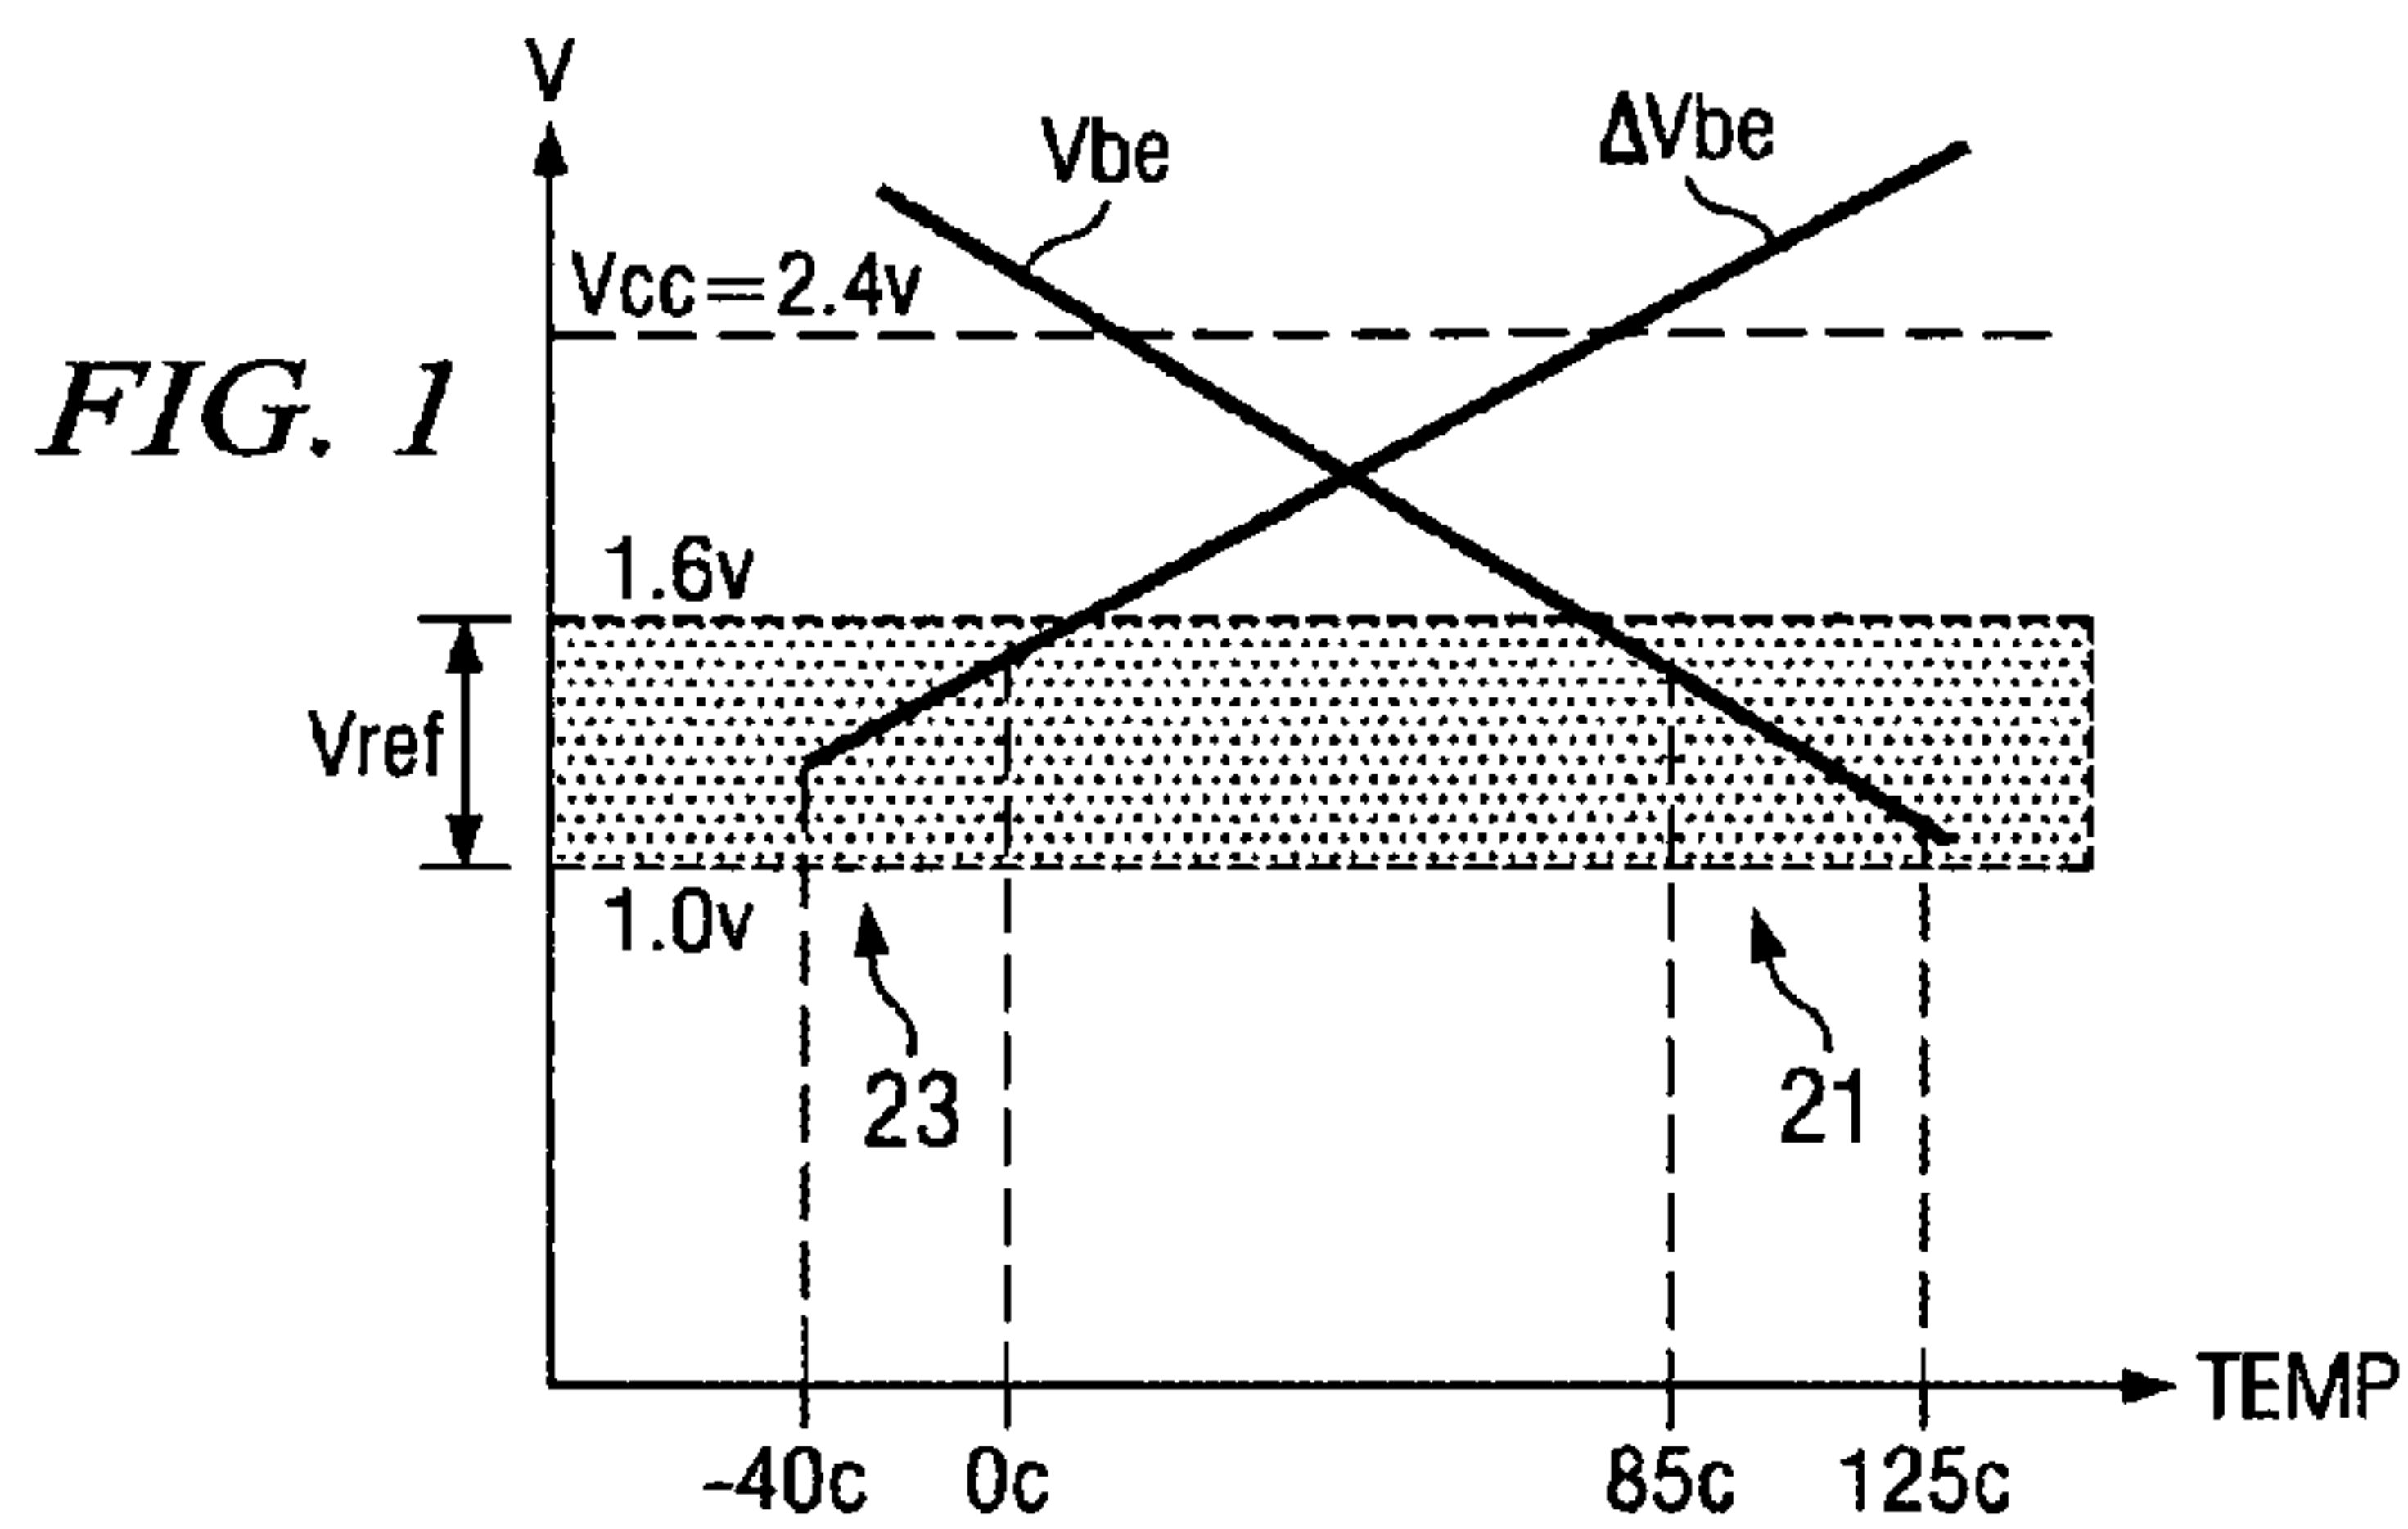 V
Vbe
ΔVbe
Vcc=2.4v
FIG. 1
1.6v
Vref
1.0v
23
21
TEMP
-40c
0c
85c
125c